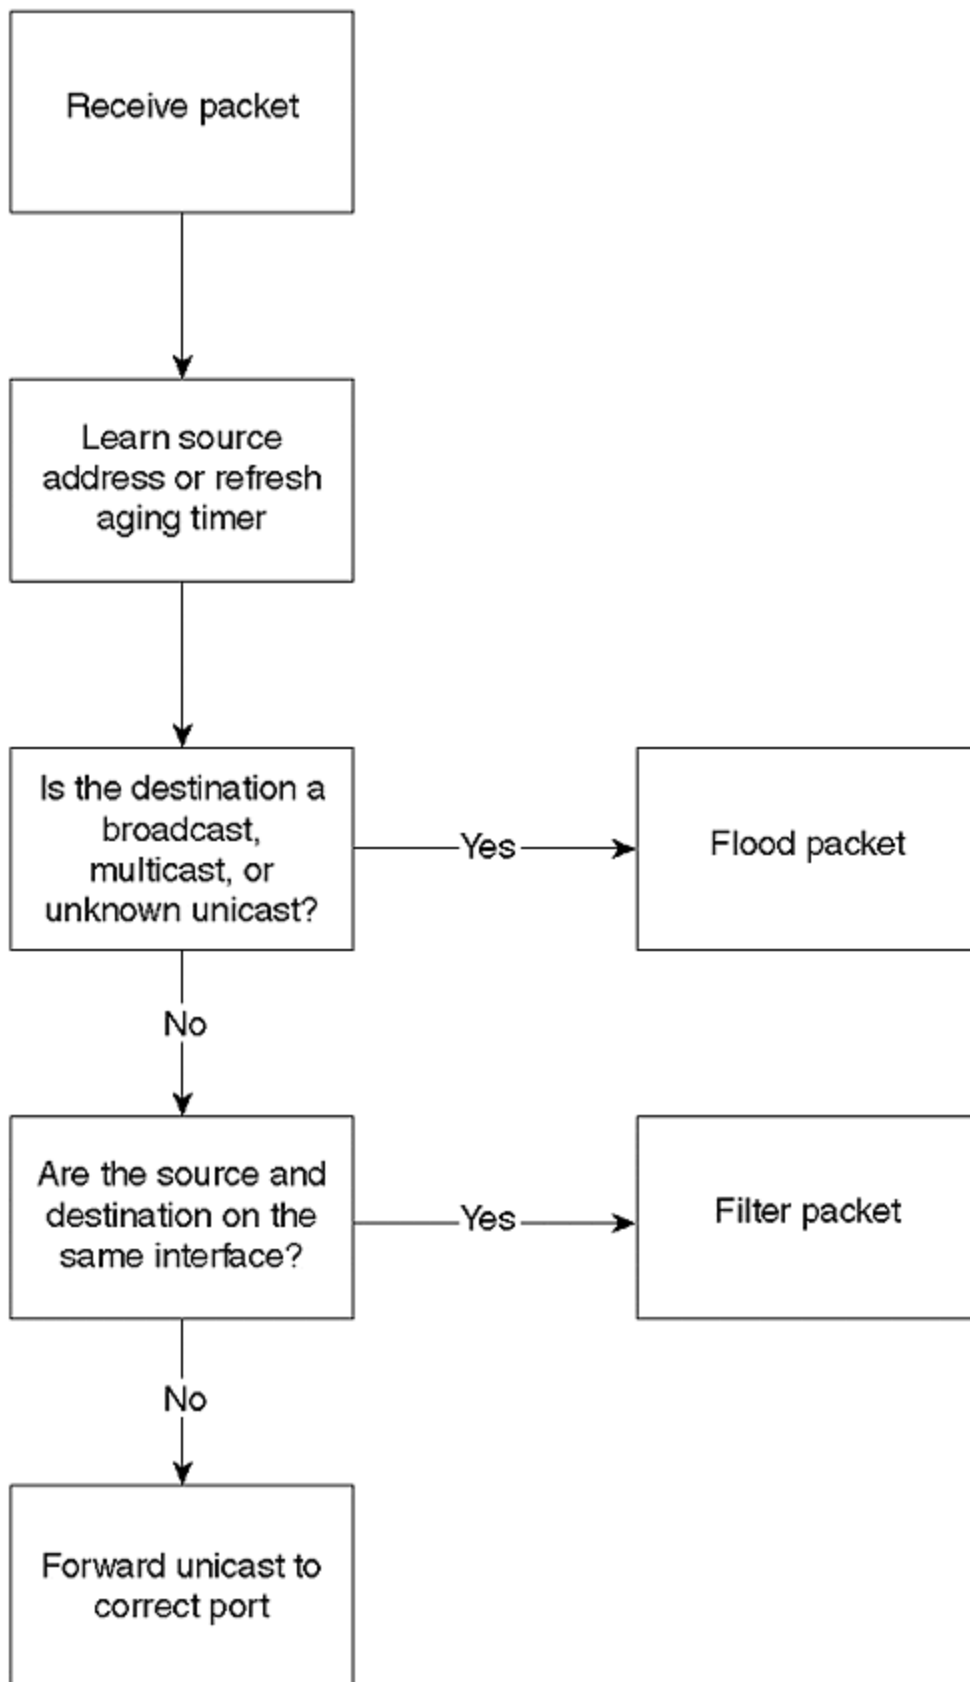 Receive packet
Learn source
address or refresh
aging timer
Is the destination a
broadcast,
multicast, or
unknown unicast?
Yes
Flood packet
No
Are the source and
destination on the
same interface?
Yes
Filter packet
No
Forward unicast to
correct port